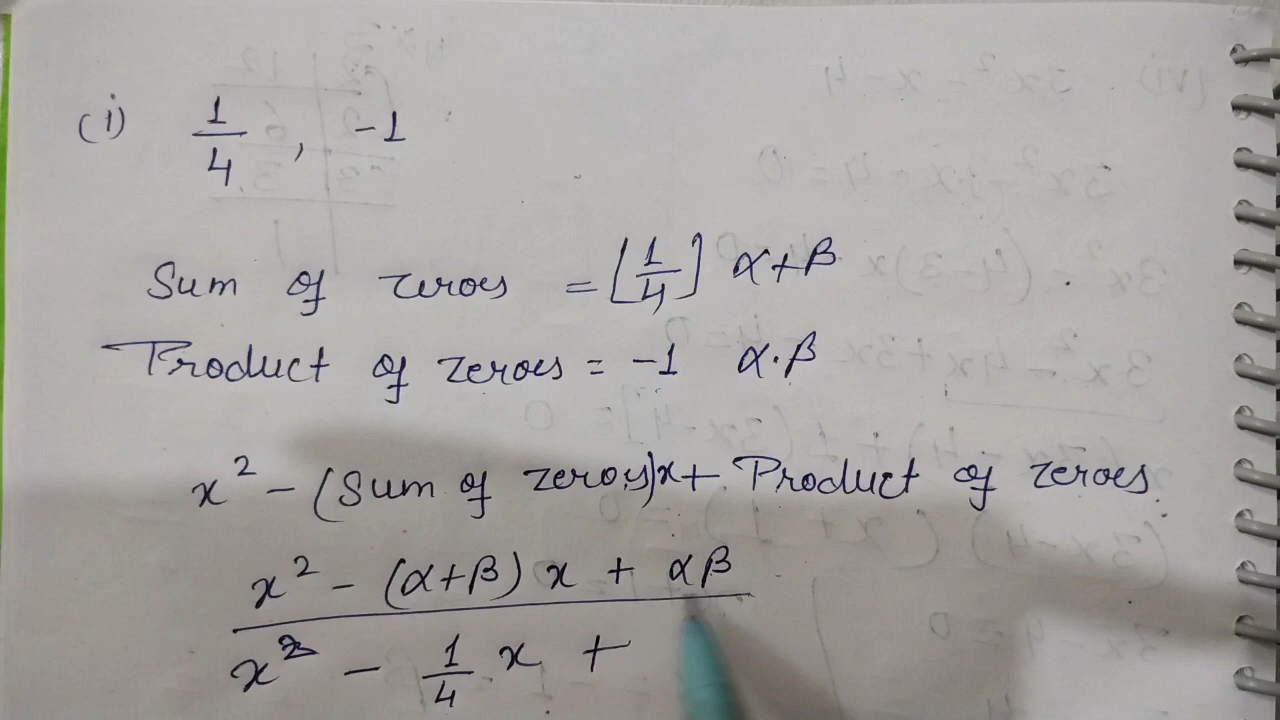 (i) 1/4 , -1
Sum of zeroes = [1/4] α+β
Product of zeroes = -1 α.β
x² - (Sum of zeroes)x + Product of zeroes.
x² - (α+β) x + αβ
x² - 1/4 x +